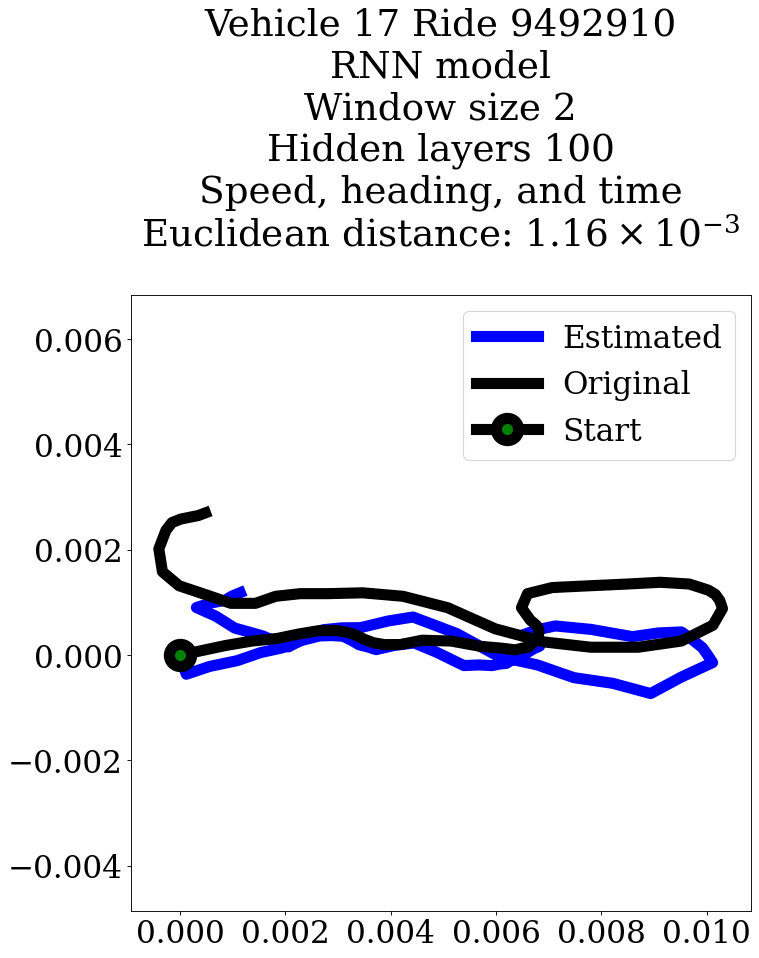 Vehicle 17 Ride 9492910
RNN model
Window size 2
Hidden layers 100
Speed, heading, and time
Euclidean distance: 1.16 × 10⁻³
Estimated
Original
Start
0.006
0.004
0.002
0.000
−0.002
−0.004
0.000 0.002 0.004 0.006 0.008 0.010